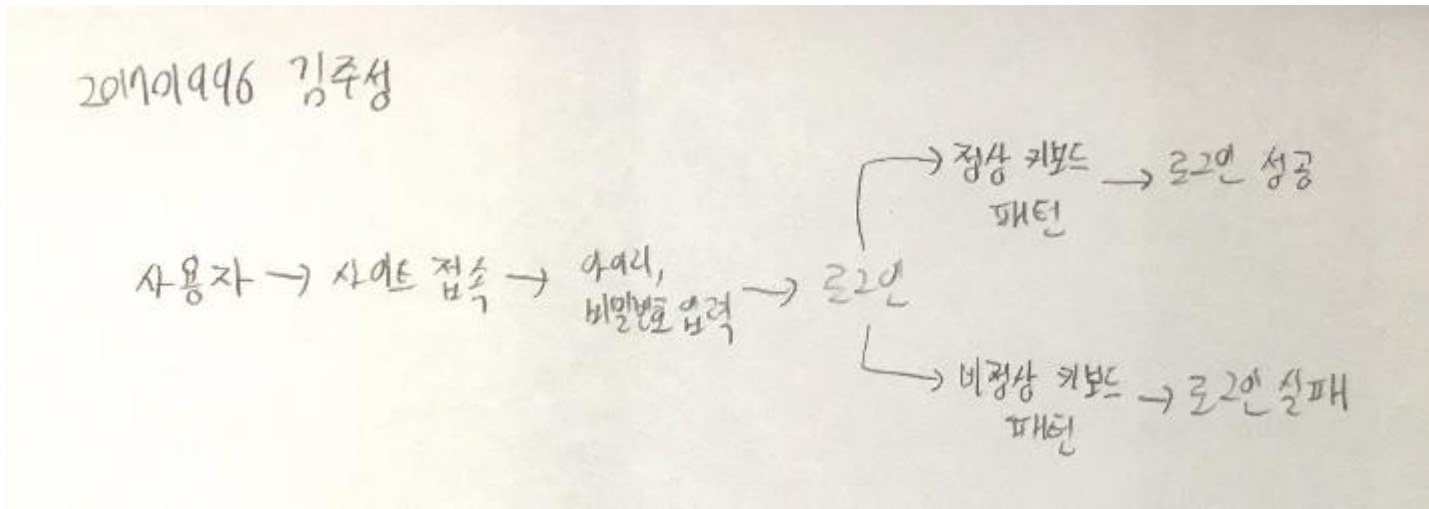 201701996 김주성
정상 키보드 → 로그인 성공
패턴
사용자 → 사이트 접속 → 아이디, 
비밀번호 입력 → 로그인
비정상 키보드 → 로그인 실패
패턴